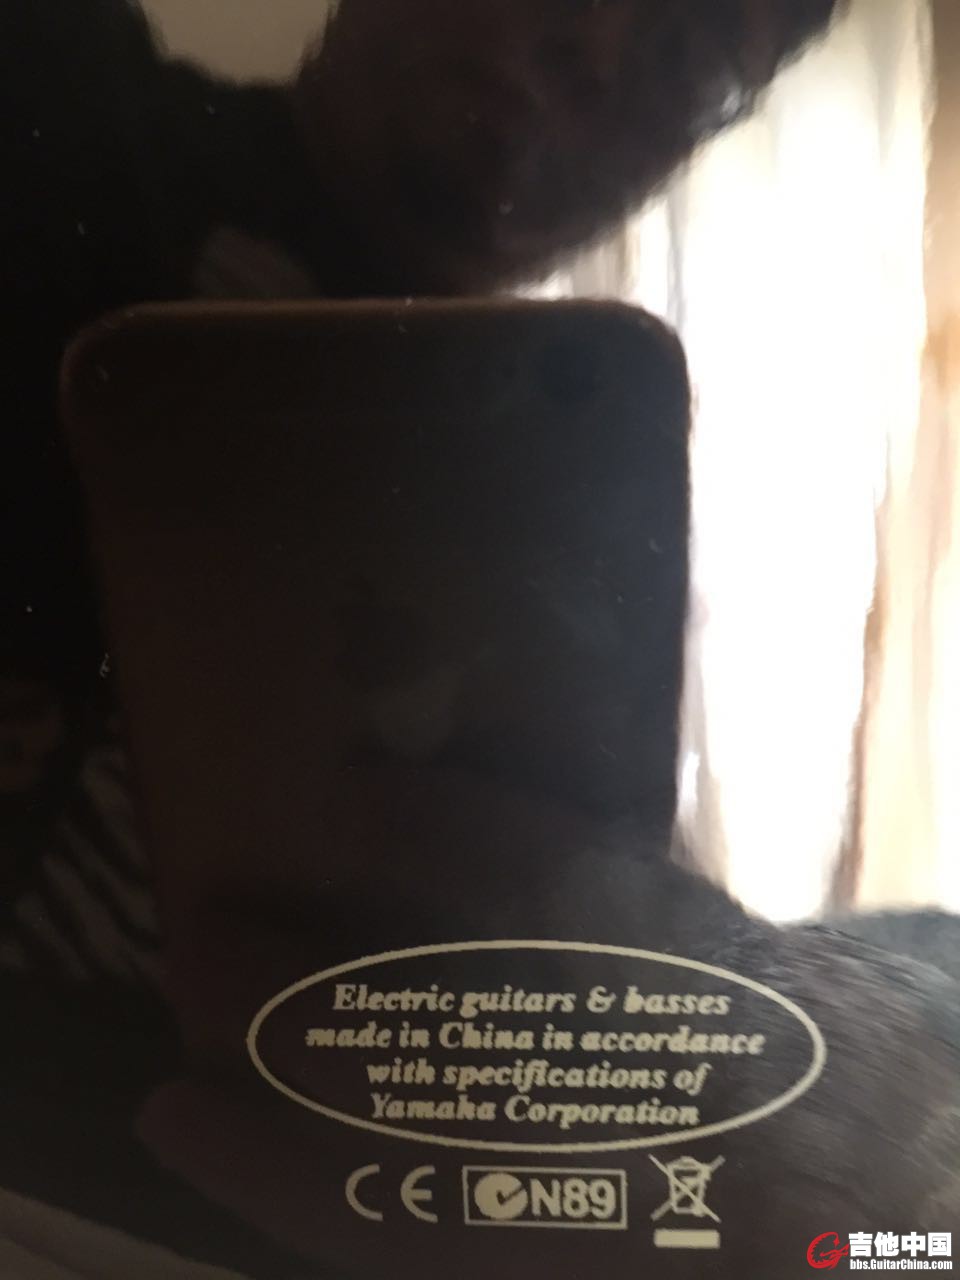 Electric guitars & basses
made in China in accordance
with specifications of
Yamaha Corporation
CE N89
吉他中国
bbs.GuitarChina.com